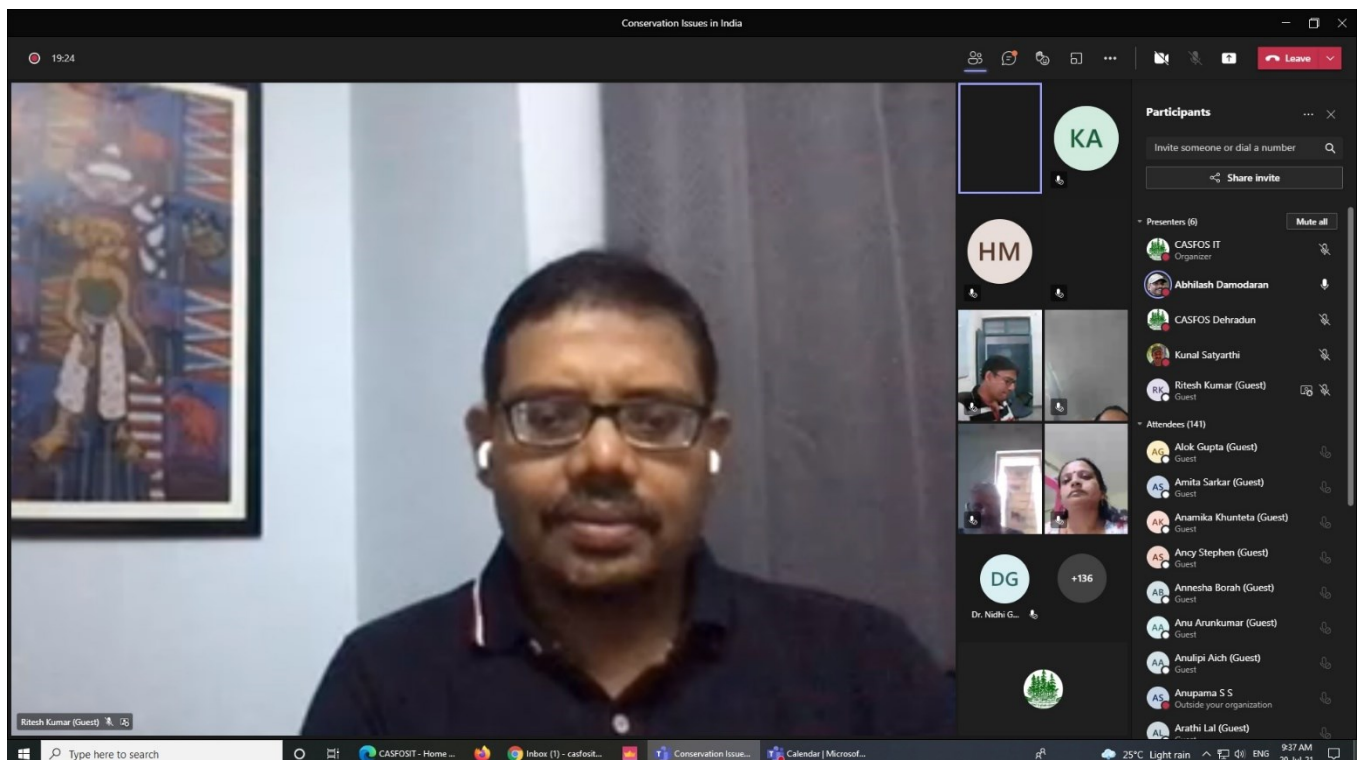 Conservation Issues in India
19:24
Leave
KA
HM
DG
+136
Dr. Nidhi G...
Ritesh Kumar (Guest)
Participants
Invite someone or dial a number
Share invite
Presenters (6)
Mute all
CASFOS IT
Organizer
Abhilash Damodaran
CASFOS Dehradun
Kunal Satyarthi
RK
Ritesh Kumar (Guest)
Guest
Attendees (141)
AG
Alok Gupta (Guest)
Guest
AS
Amita Sarkar (Guest)
Guest
AK
Anamika Khunteta (Guest)
Guest
AS
Ancy Stephen (Guest)
Guest
AB
Annesha Borah (Guest)
Guest
AA
Anu Arunkumar (Guest)
Guest
AA
Anulipi Aich (Guest)
Guest
AS
Anupama S S
Outside your organization
AL
Arathi Lal (Guest)
Type here to search
CASFOSIT - Home ...
Inbox (1) - casfosit...
Conservation Issue...
Calendar | Microsof...
25°C Light rain
ENG
9:37 AM